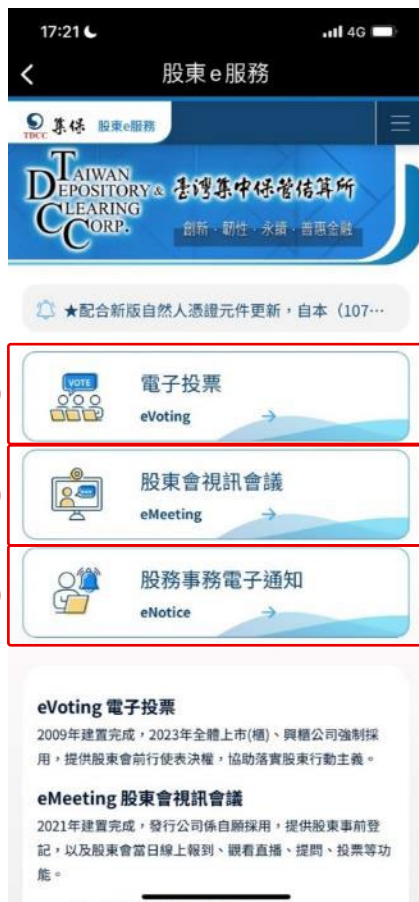 17:21
4G
股東e服務
TDCC 集保 股東e服務
TAIWAN
DEPOSITORY &
CLEARING
CORP.
臺灣集中保管結算所
創新．韌性．永續．普惠金融
★配合新版自然人憑證元件更新，自本（107⋯
VOTE
電子投票
eVoting
股東會視訊會議
eMeeting
股務事務電子通知
eNotice
eVoting 電子投票
2009年建置完成，2023年全體上市(櫃)、興櫃公司強制採
用，提供股東會前行使表決權，協助落實股東行動主義。
eMeeting 股東會視訊會議
2021年建置完成，發行公司係自願採用，提供股東事前登
記，以及股東會當日線上報到、觀看直播、提問、投票等功
能。